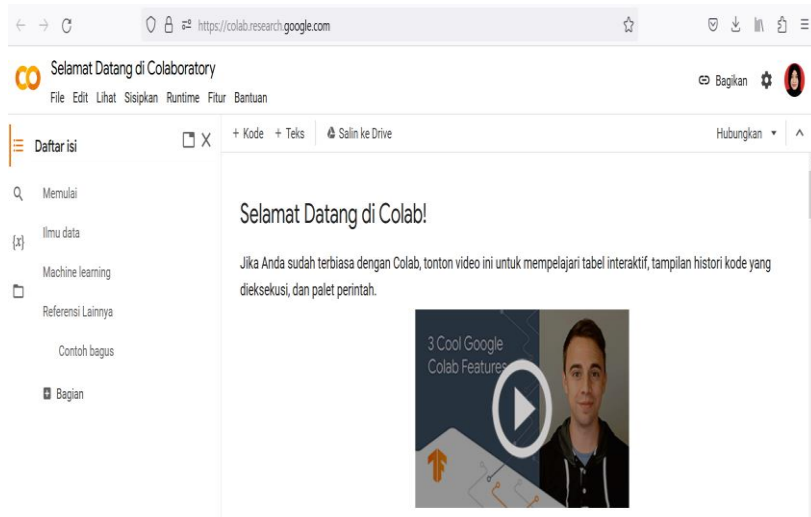 https://colab.research.google.com
Selamat Datang di Colaboratory
File Edit Lihat Sisipkan Runtime Fitur Bantuan
Bagikan
Daftar isi
+ Kode + Teks Salin ke Drive
Hubungkan
Memulai
Ilmu data
Machine learning
Referensi Lainnya
Contoh bagus
Bagian
{x}
Selamat Datang di Colab!
Jika Anda sudah terbiasa dengan Colab, tonton video ini untuk mempelajari tabel interaktif, tampilan histori kode yang
dieksekusi, dan palet perintah.
3 Cool Google
Colab Features